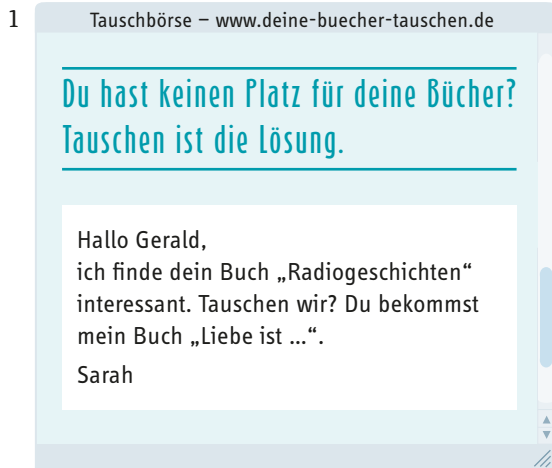 1
Tauschbörse – www.deine-buecher-tauschen.de
Du hast keinen Platz für deine Bücher?
Tauschen ist die Lösung.
Hallo Gerald,
ich finde dein Buch „Radiogeschichten“
interessant. Tauschen wir? Du bekommst
mein Buch „Liebe ist ...“.
Sarah